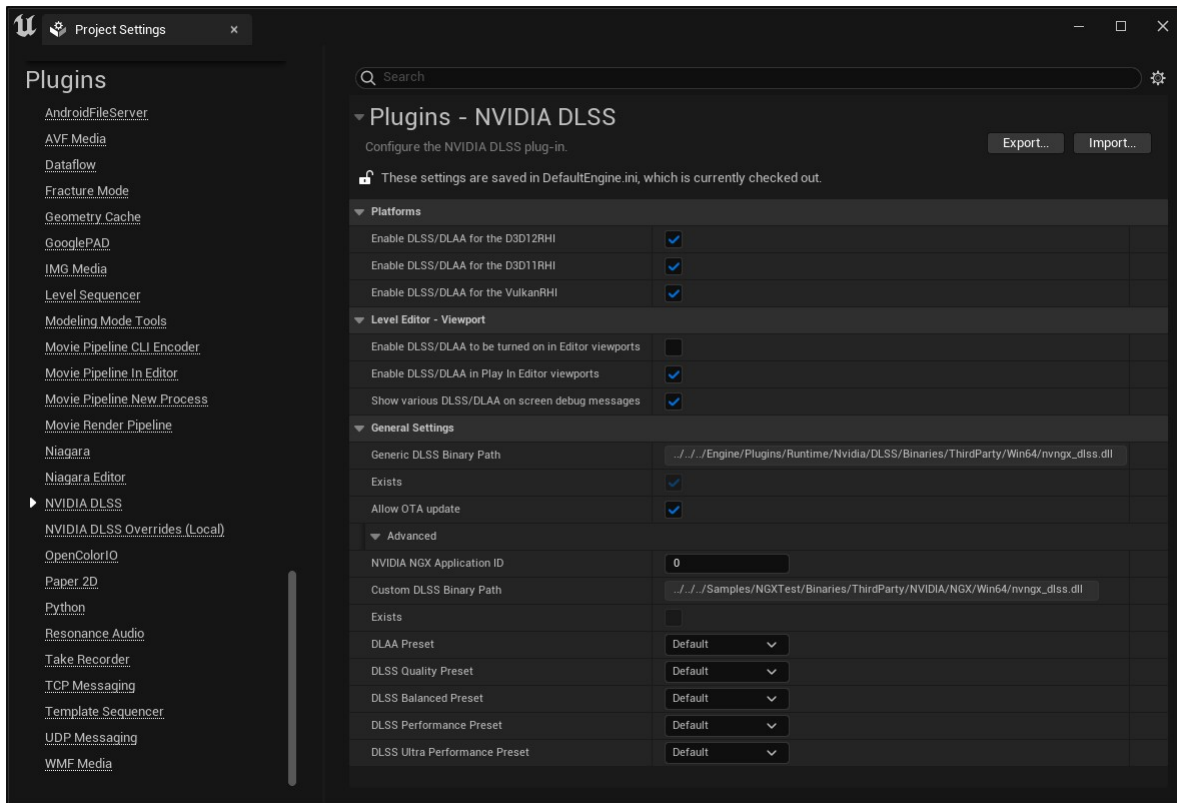 Project Settings
Plugins
AndroidFileServer
AVF Media
Dataflow
Fracture Mode
Geometry Cache
GooglePAD
IMG Media
Level Sequencer
Modeling Mode Tools
Movie Pipeline CLI Encoder
Movie Pipeline In Editor
Movie Pipeline New Process
Movie Render Pipeline
Niagara
Niagara Editor
NVIDIA DLSS
NVIDIA DLSS Overrides (Local)
OpenColorIO
Paper 2D
Python
Resonance Audio
Take Recorder
TCP Messaging
Template Sequencer
UDP Messaging
WMF Media
Search
Plugins - NVIDIA DLSS
Configure the NVIDIA DLSS plug-in.
Export... Import...
These settings are saved in DefaultEngine.ini, which is currently checked out.
Platforms
Enable DLSS/DLAA for the D3D12RHI
Enable DLSS/DLAA for the D3D11RHI
Enable DLSS/DLAA for the VulkanRHI
Level Editor - Viewport
Enable DLSS/DLAA to be turned on in Editor viewports
Enable DLSS/DLAA in Play In Editor viewports
Show various DLSS/DLAA on screen debug messages
General Settings
Generic DLSS Binary Path ../../../Engine/Plugins/Runtime/Nvidia/DLSS/Binaries/ThirdParty/Win64/nvngx_dlss.dll
Exists
Allow OTA update
Advanced
NVIDIA NGX Application ID 0
Custom DLSS Binary Path ../../../Samples/NGXTest/Binaries/ThirdParty/NVIDIA/NGX/Win64/nvngx_dlss.dll
Exists
DLAA Preset Default
DLSS Quality Preset Default
DLSS Balanced Preset Default
DLSS Performance Preset Default
DLSS Ultra Performance Preset Default